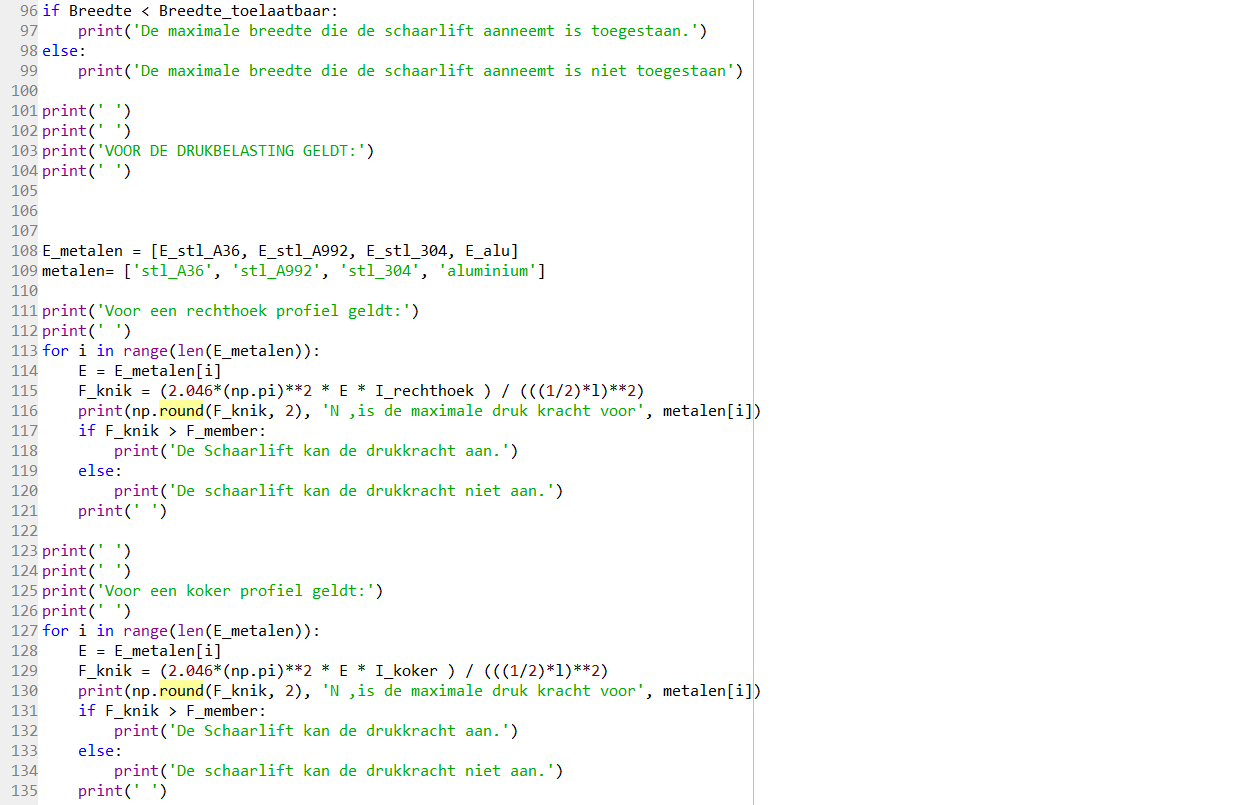 96 if Breedte < Breedte_toelaatbaar:
97     print('De maximale breedte die de schaarlift aanneemt is toegestaan.')
98 else:
99     print('De maximale breedte die de schaarlift aanneemt is niet toegestaan')
100
101 print(' ')
102 print(' ')
103 print('VOOR DE DRUKBELASTING GELDT:')
104 print(' ')
105
106
107
108 E_metalen = [E_stl_A36, E_stl_A992, E_stl_304, E_alu]
109 metalen= ['stl_A36', 'stl_A992', 'stl_304', 'aluminium']
110
111 print('Voor een rechthoek profiel geldt:')
112 print(' ')
113 for i in range(len(E_metalen)):
114     E = E_metalen[i]
115     F_knik = (2.046*(np.pi)**2 * E * I_rechthoek ) / (((1/2)*l)**2)
116     print(np.round(F_knik, 2), 'N ,is de maximale druk kracht voor', metalen[i])
117     if F_knik > F_member:
118         print('De Schaarlift kan de drukkracht aan.')
119     else:
120         print('De schaarlift kan de drukkracht niet aan.')
121     print(' ')
122
123 print(' ')
124 print(' ')
125 print('Voor een koker profiel geldt:')
126 print(' ')
127 for i in range(len(E_metalen)):
128     E = E_metalen[i]
129     F_knik = (2.046*(np.pi)**2 * E * I_koker ) / (((1/2)*l)**2)
130     print(np.round(F_knik, 2), 'N ,is de maximale druk kracht voor', metalen[i])
131     if F_knik > F_member:
132         print('De Schaarlift kan de drukkracht aan.')
133     else:
134         print('De schaarlift kan de drukkracht niet aan.')
135     print(' ')